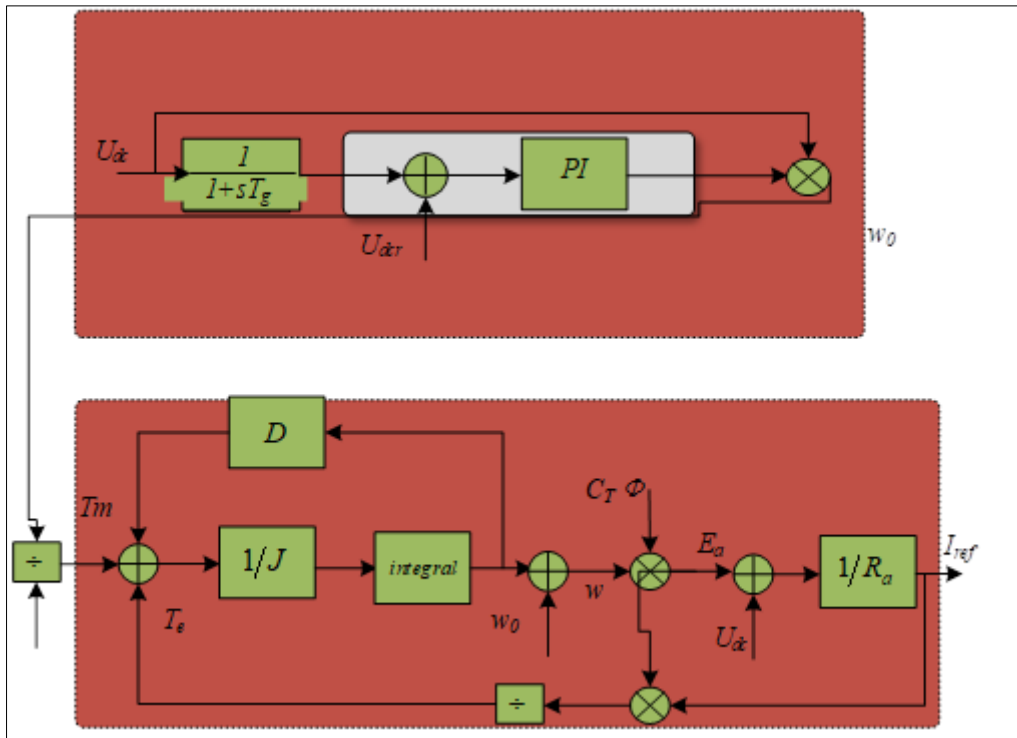 U_dc
1
1+sT_g
PI
U_dcr
w_0
D
Tm
C_T Φ
÷
1/J
integral
E_a
1/R_a
I_ref
w
T_e
w_0
U_dc
÷